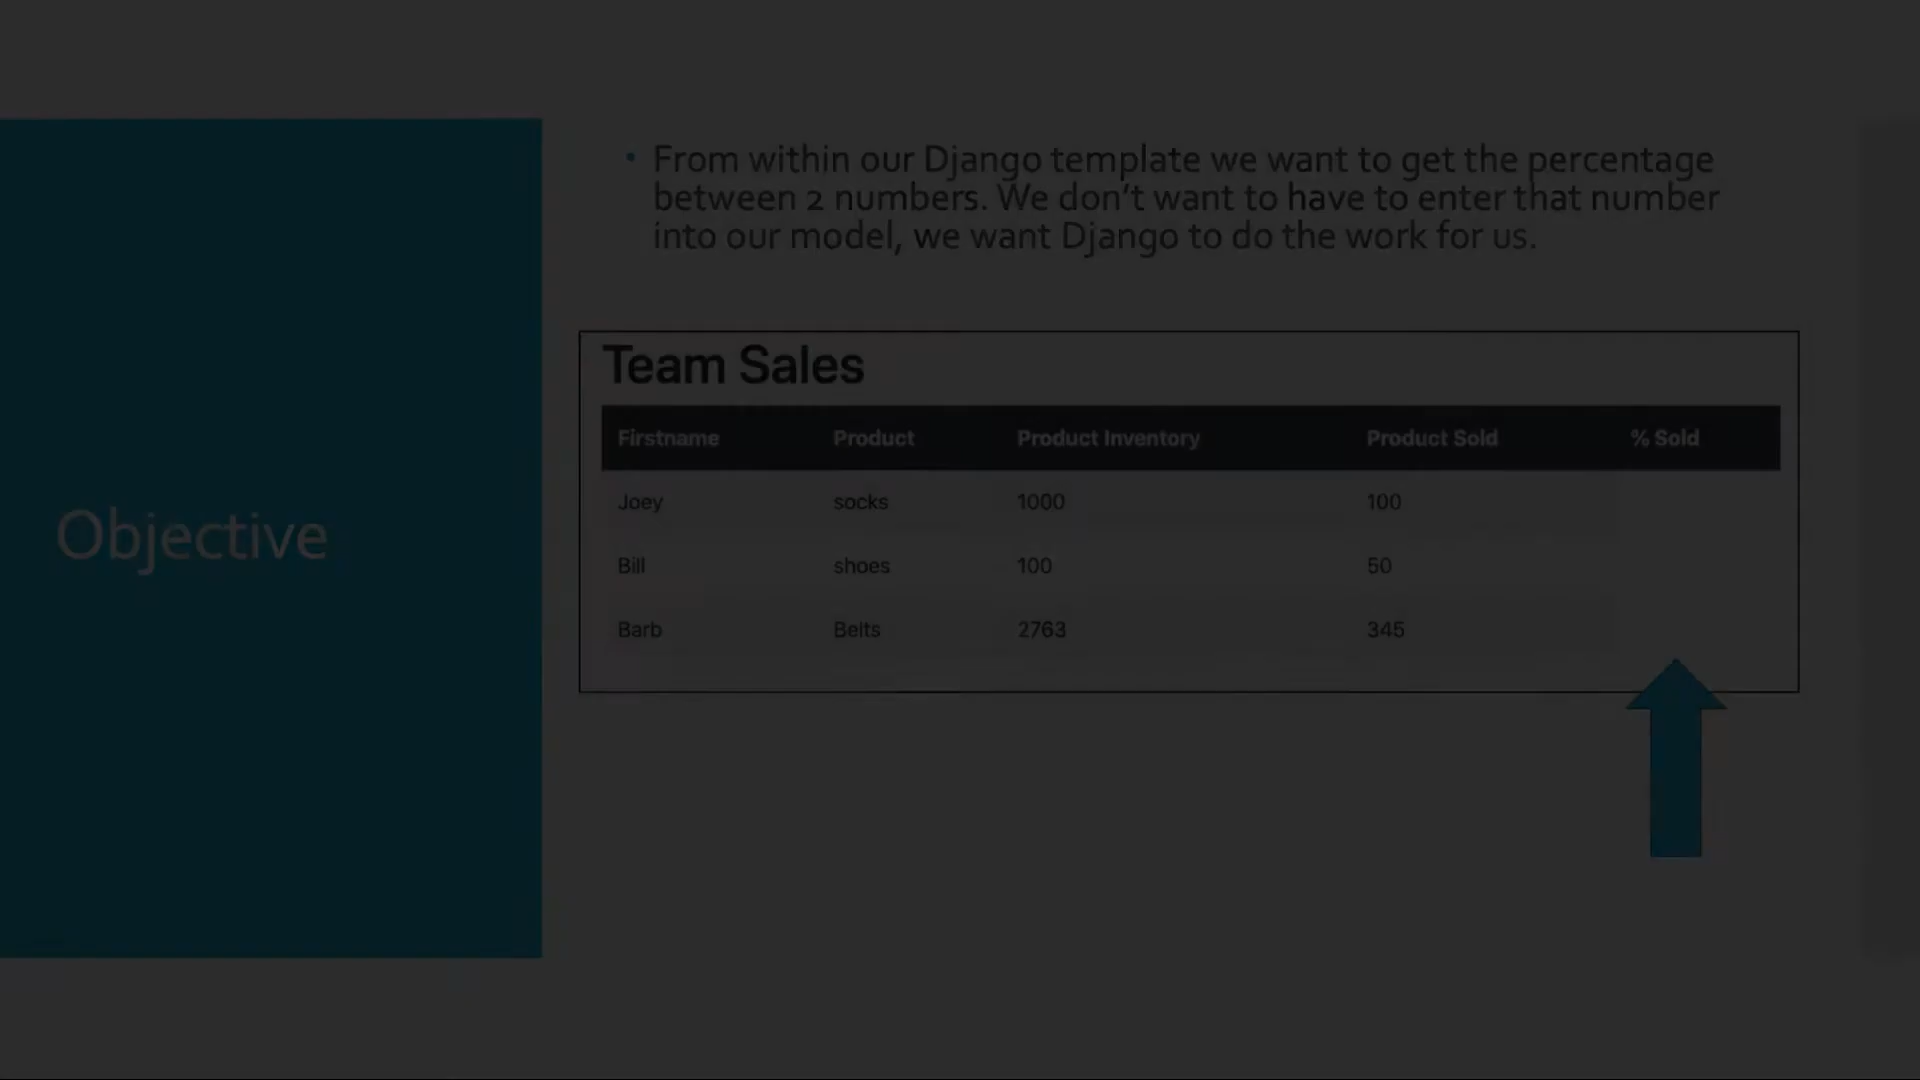 Objective
• From within our Django template we want to get the percentage
between 2 numbers. We don't want to have to enter that number
into our model, we want Django to do the work for us.
Team Sales
Firstname Product Product Inventory Product Sold % Sold
Joey socks 1000 100
Bill shoes 100 50
Barb Belts 2763 345